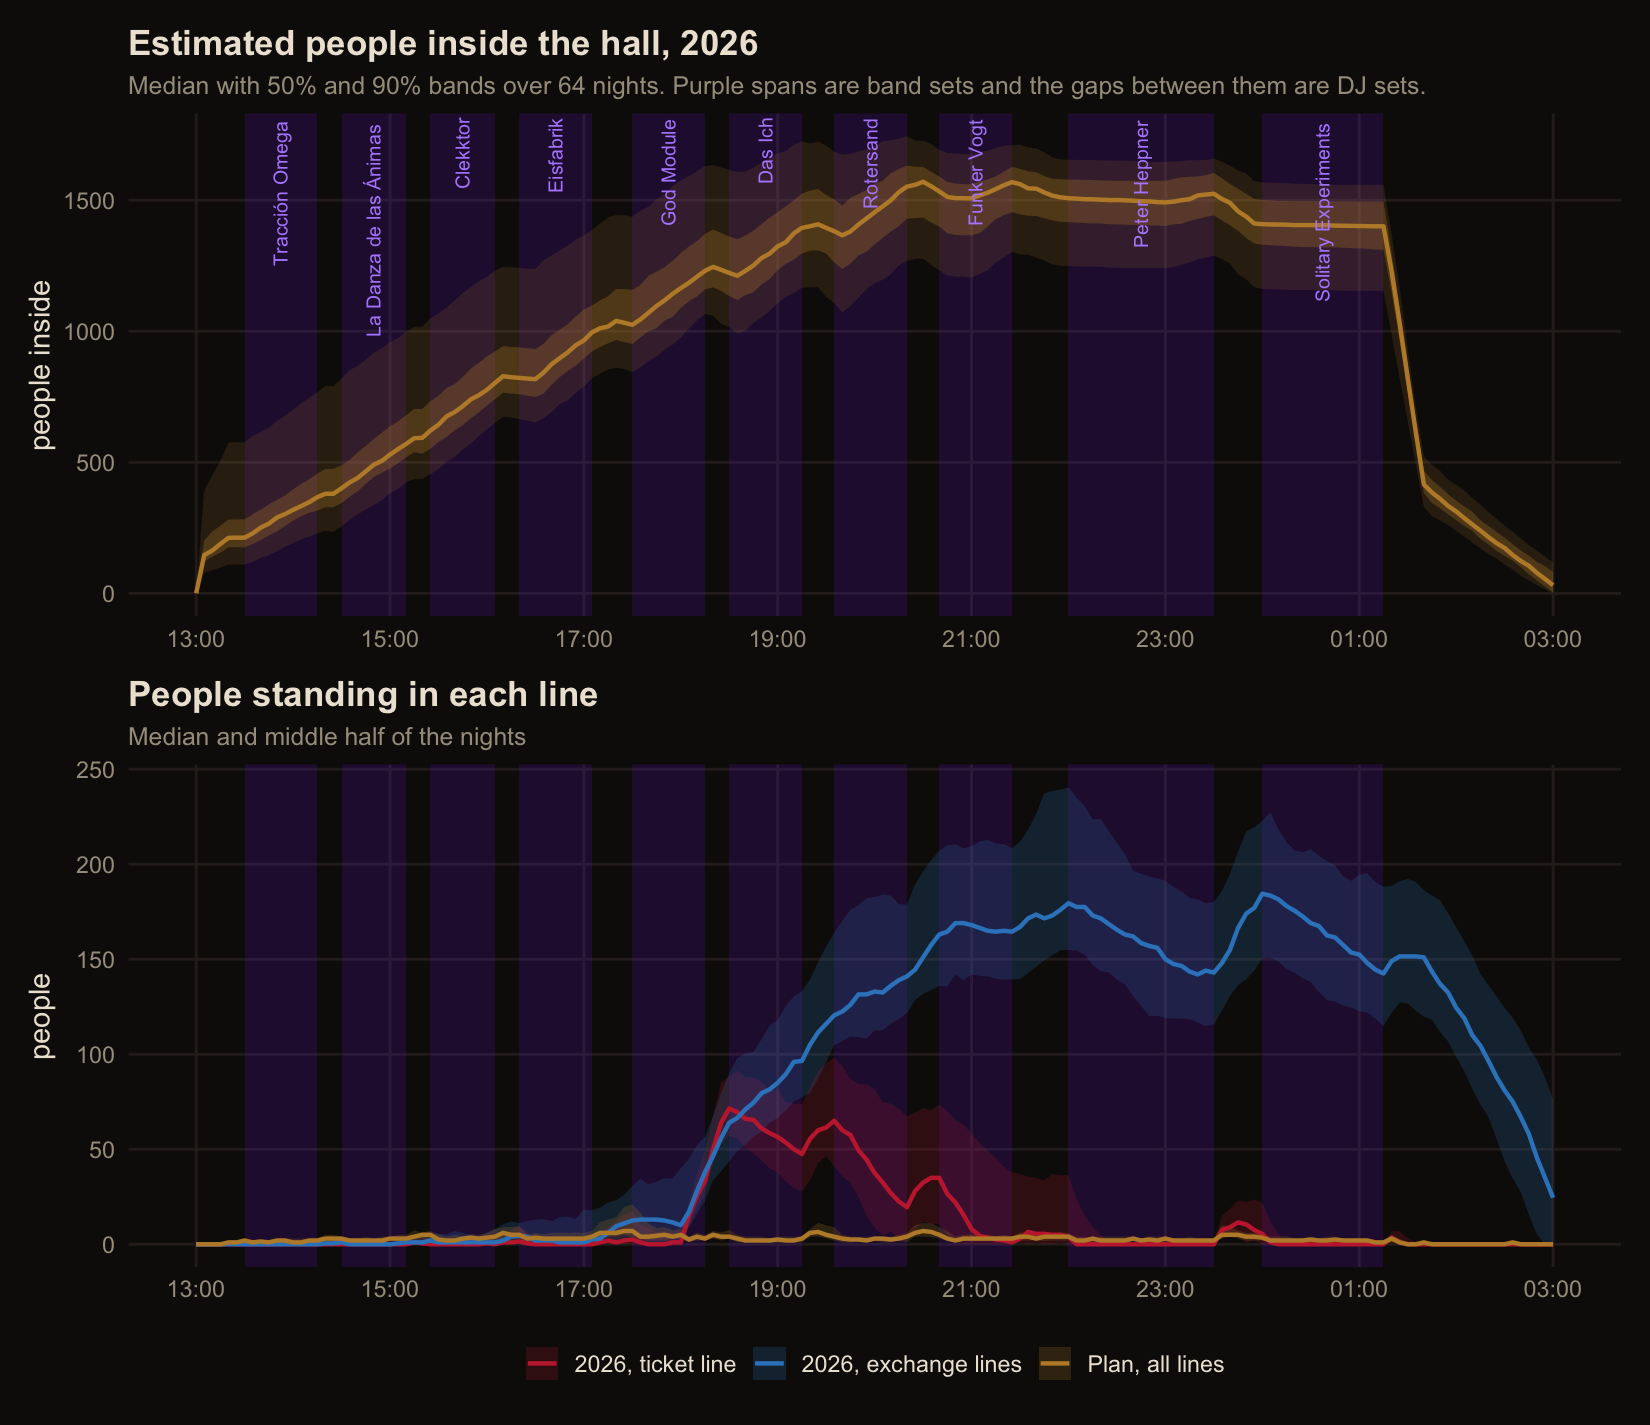 Estimated people inside the hall, 2026
Median with 50% and 90% bands over 64 nights. Purple spans are band sets and the gaps between them are DJ sets.
people inside
1500
1000
500
0
Tracción Omega
La Danza de las Ánimas
Clekktor
Eisfabrik
God Module
Das Ich
Rotersand
Funker Vogt
Peter Heppner
Solitary Experiments
13:00 15:00 17:00 19:00 21:00 23:00 01:00 03:00
People standing in each line
Median and middle half of the nights
people
250
200
150
100
50
0
13:00 15:00 17:00 19:00 21:00 23:00 01:00 03:00
2026, ticket line 2026, exchange lines Plan, all lines